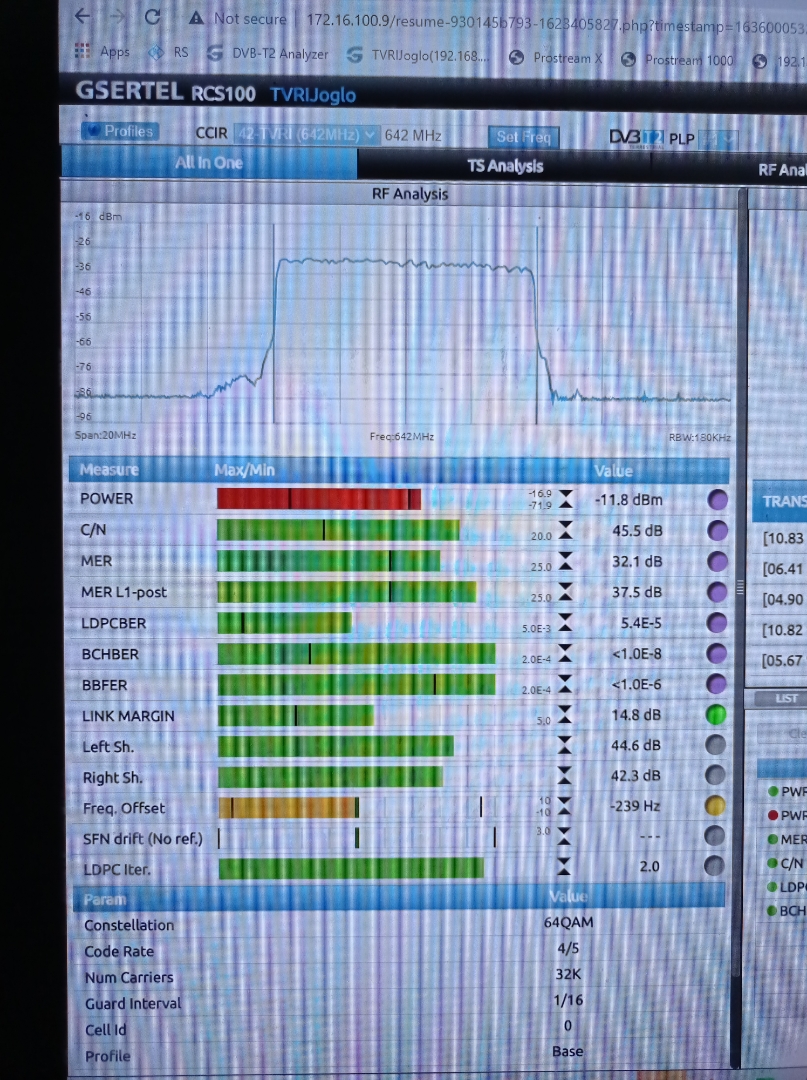 Not secure 172.16.100.9/resume-930145b793-1623405827.php?timestamp=163600053
Apps RS DVB-T2 Analyzer TVRIJoglo(192.168.... Prostream X Prostream 1000 192.1
GSERTEL RCS100 TVRIJoglo
Profiles CCIR 42-TVRI (642MHz) 642 MHz Set Freq DVB T2 PLP
All In One TS Analysis RF Anal
RF Analysis
-16 dBm
-26
-36
-46
-56
-66
-76
-86
-96
Span:20MHz Freq:642MHz RBW:180KHz
Measure Max/Min Value
POWER -16.9 -71.9 -11.8 dBm
C/N 20.0 45.5 dB
MER 25.0 32.1 dB
MER L1-post 25.0 37.5 dB
LDPCBER 5.0E-3 5.4E-5
BCHBER 2.0E-4 <1.0E-8
BBFER 2.0E-4 <1.0E-6
LINK MARGIN 5.0 14.8 dB
Left Sh. 44.6 dB
Right Sh. 42.3 dB
Freq. Offset 10 -10 -239 Hz
SFN drift (No ref.) 3.0 ---
LDPC Iter. 2.0
Param Value
Constellation 64QAM
Code Rate 4/5
Num Carriers 32K
Guard Interval 1/16
Cell Id 0
Profile Base
TRANS
[10.83
[06.41
[04.90
[10.82
[05.67
LIST
Cle
PWR
PWR
MER
C/N
LDPC
BCH